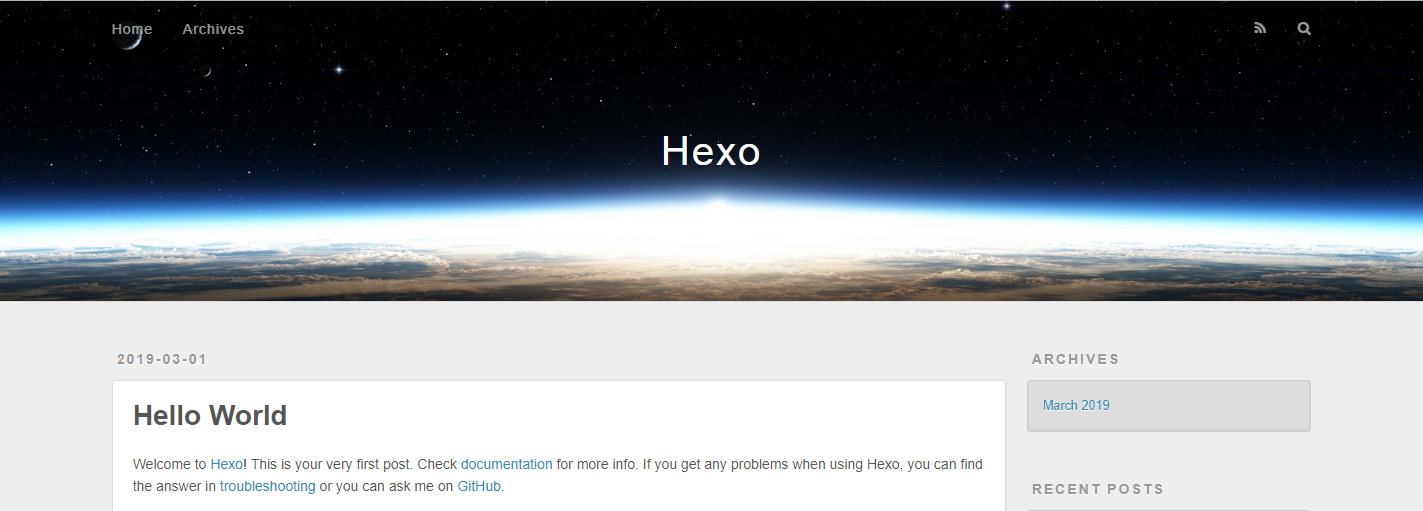 Home Archives
Hexo
2019-03-01
Hello World
Welcome to Hexo! This is your very first post. Check documentation for more info. If you get any problems when using Hexo, you can find
the answer in troubleshooting or you can ask me on GitHub.
ARCHIVES
March 2019
RECENT POSTS